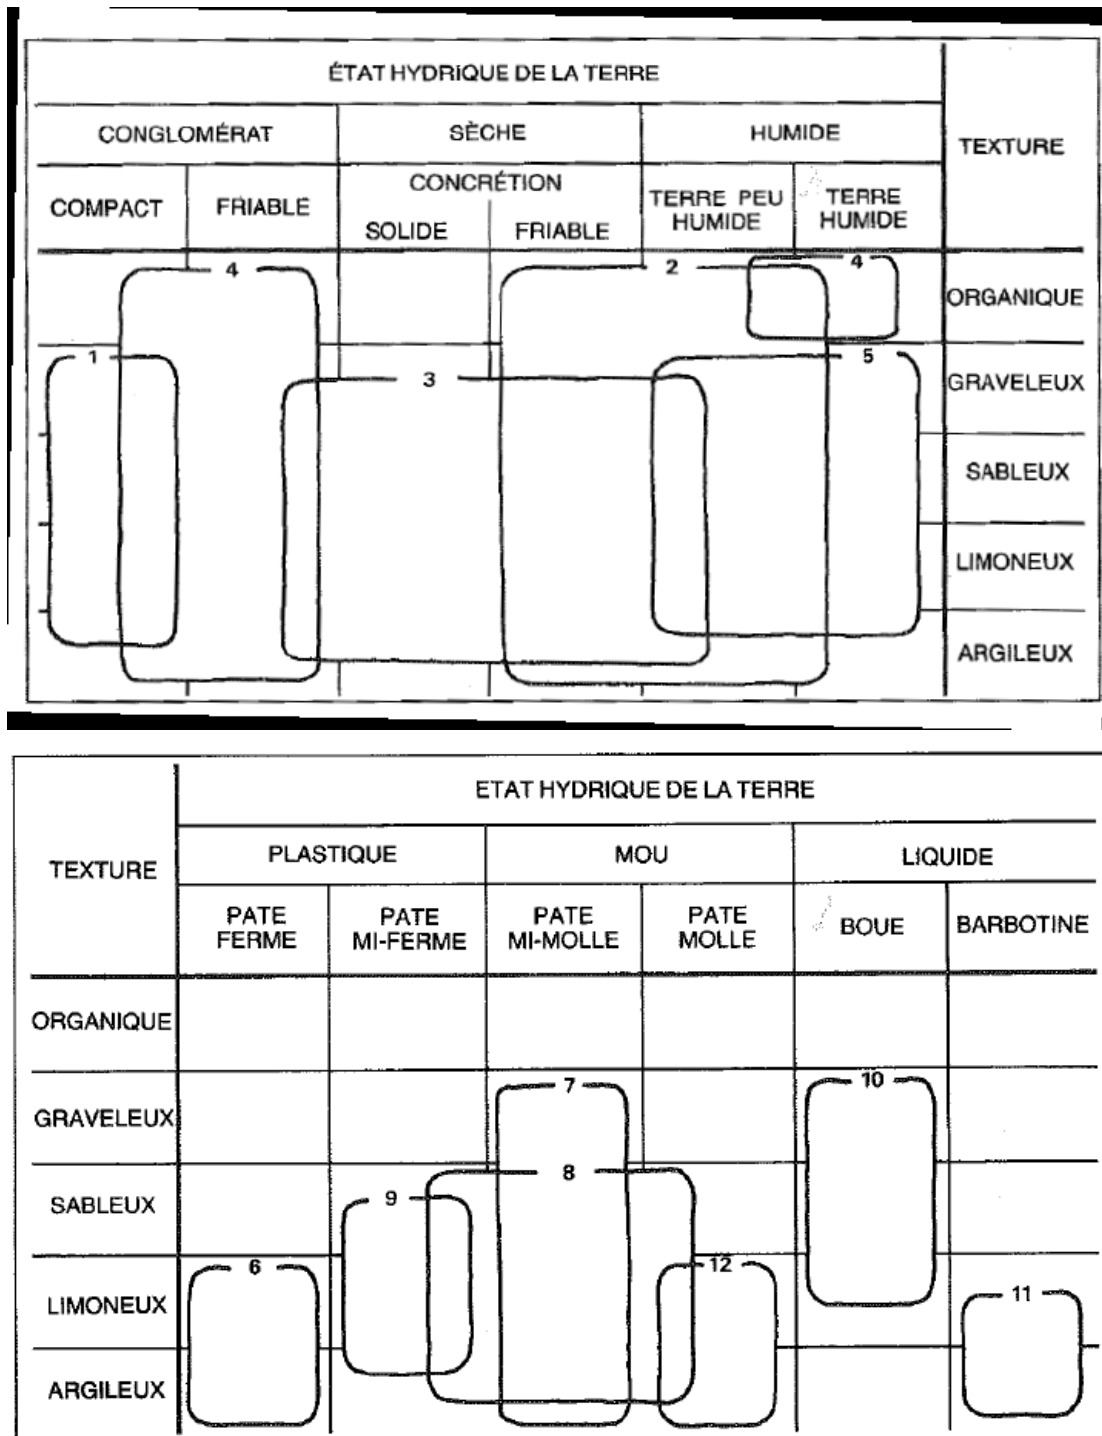 ÉTAT HYDRIQUE DE LA TERRE
CONGLOMÉRAT SÈCHE HUMIDE TEXTURE
COMPACT FRIABLE CONCRÉTION SOLIDE FRIABLE TERRE PEU HUMIDE TERRE HUMIDE
4 2 4
ORGANIQUE
1 3 5
GRAVELEUX
SABLEUX
LIMONEUX
ARGILEUX
ETAT HYDRIQUE DE LA TERRE
TEXTURE PLASTIQUE MOU LIQUIDE
PATE FERME PATE MI-FERME PATE MI-MOLLE PATE MOLLE BOUE BARBOTINE
ORGANIQUE
7 10
GRAVELEUX
8
9
SABLEUX
6 12
11
LIMONEUX
ARGILEUX